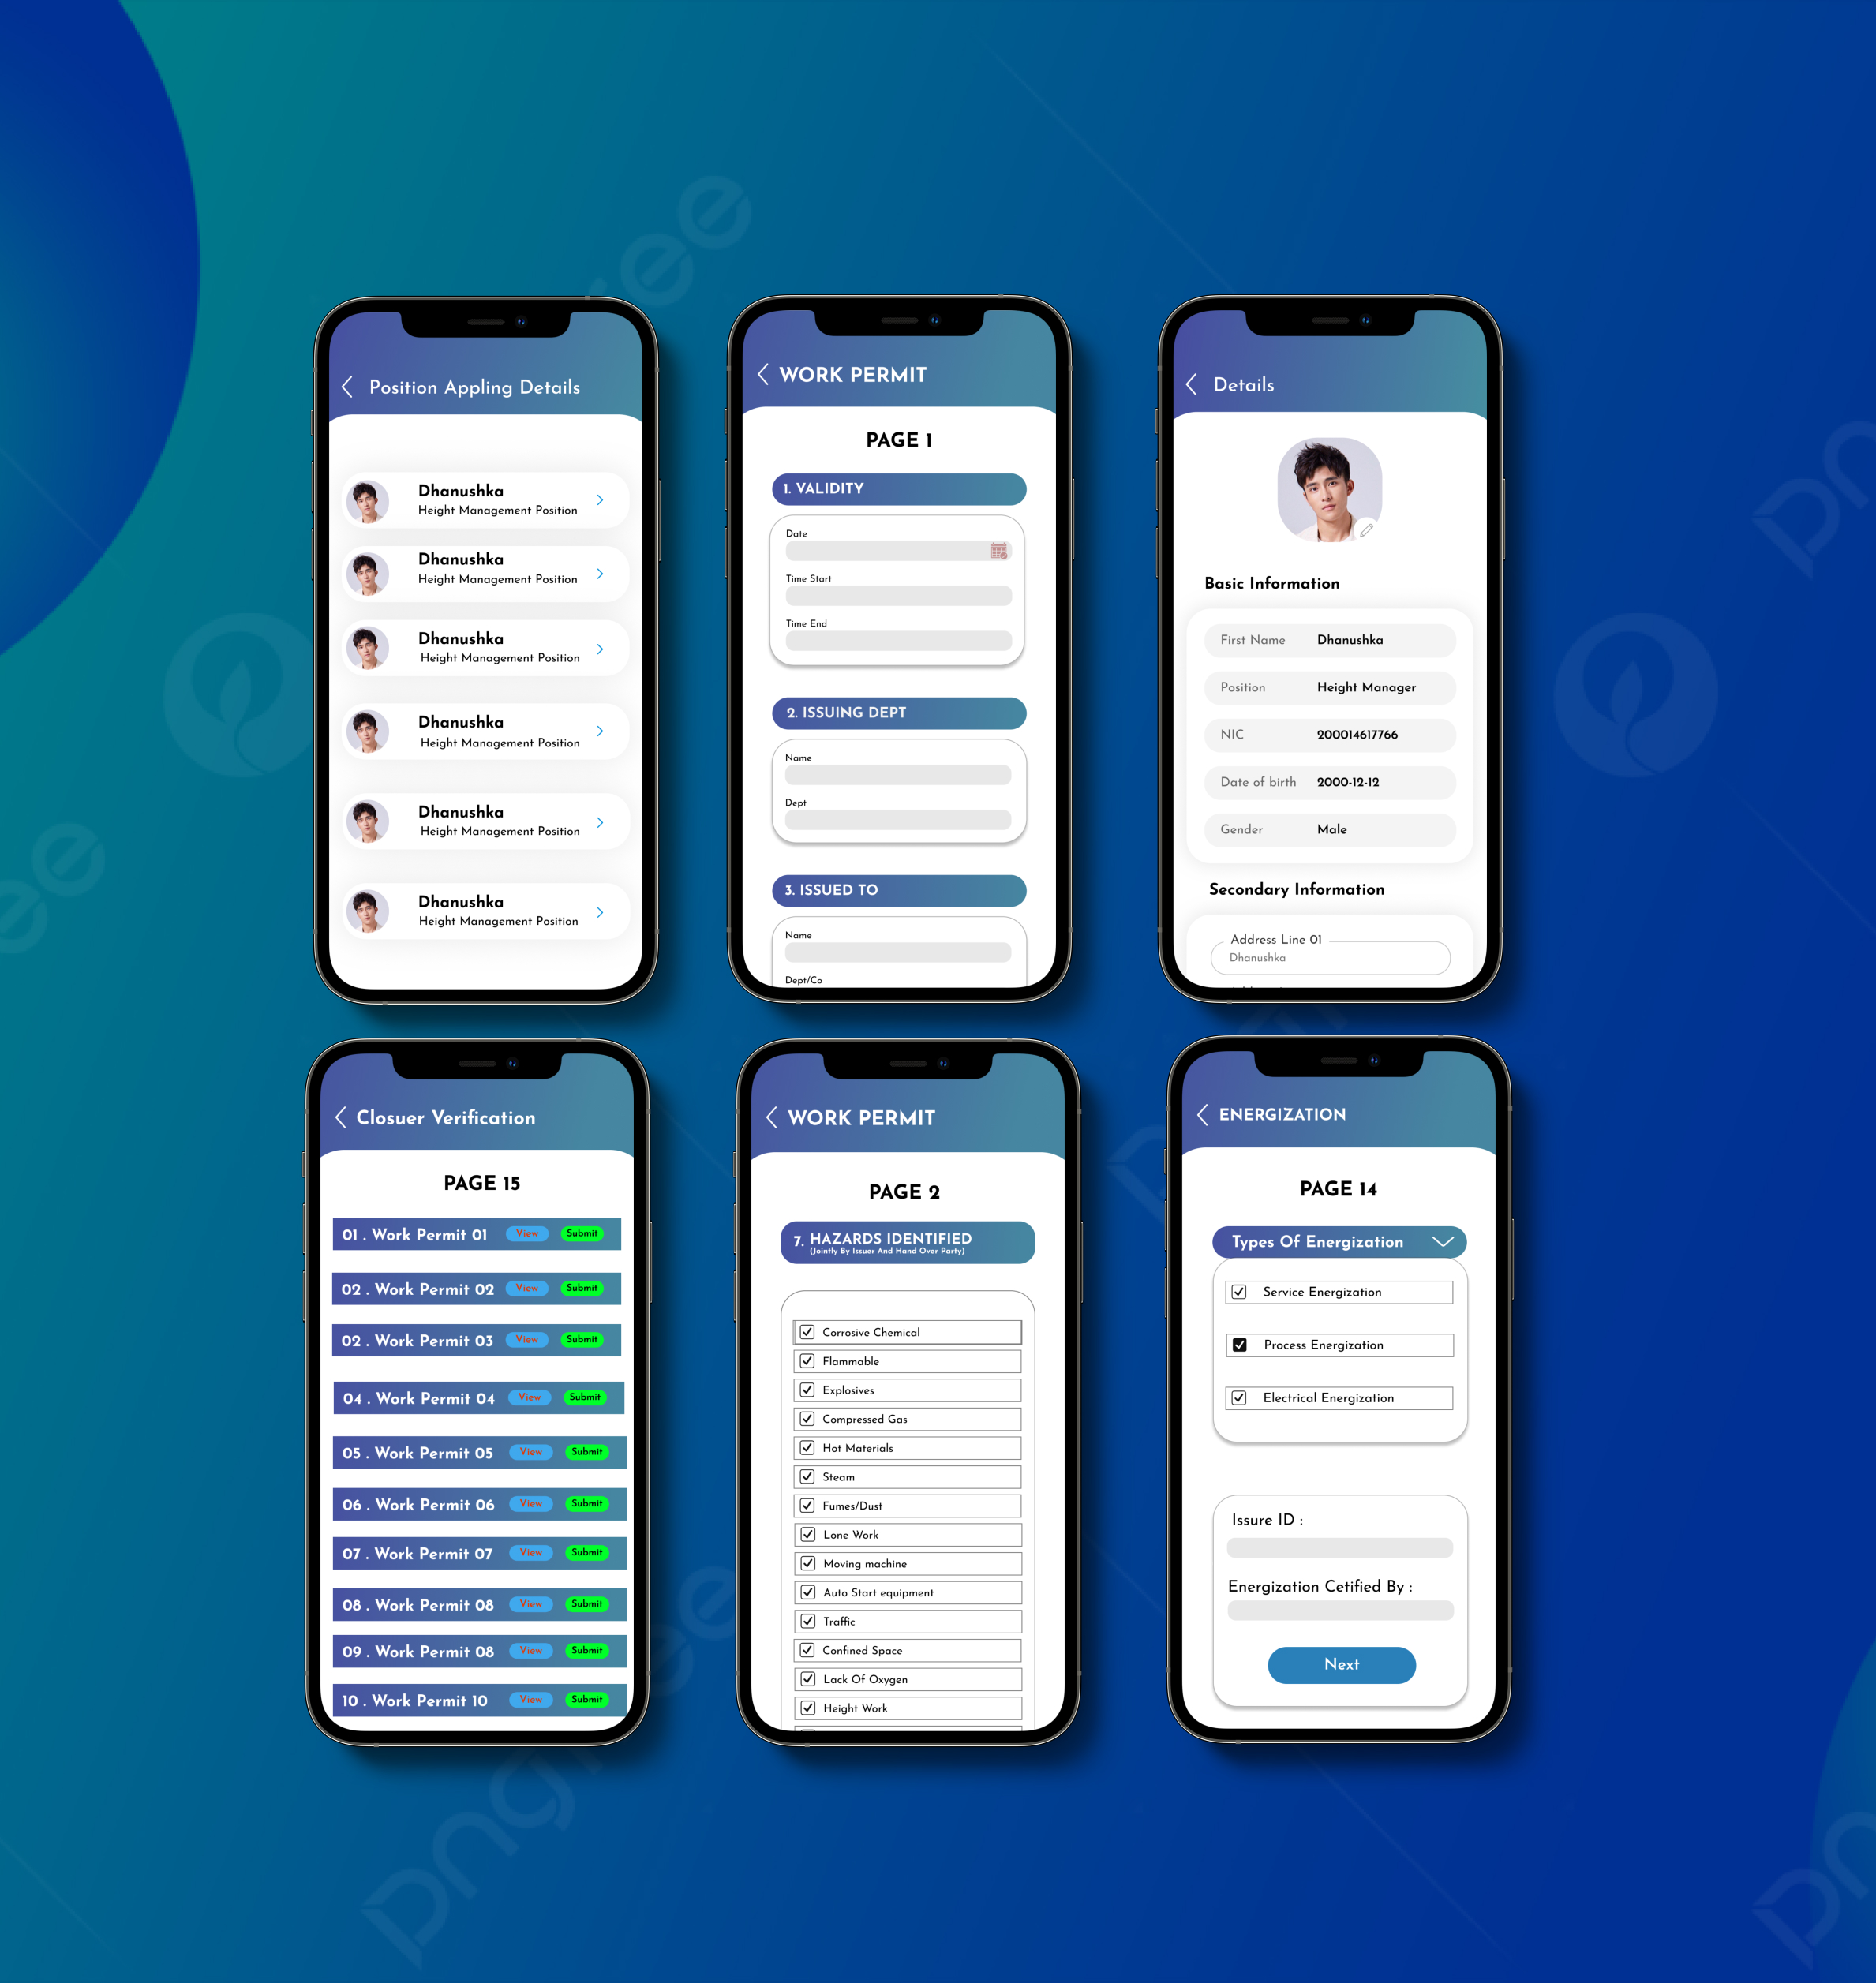 Position Appling Details
Dhanushka
Height Management Position
Dhanushka
Height Management Position
Dhanushka
Height Management Position
Dhanushka
Height Management Position
Dhanushka
Height Management Position
Dhanushka
Height Management Position
WORK PERMIT
PAGE 1
1. VALIDITY
Date
Time Start
Time End
2. ISSUING DEPT
Name
Dept
3. ISSUED TO
Name
Dept/Co
Details
Basic Information
First Name Dhanushka
Position Height Manager
NIC 200014617766
Date of birth 2000-12-12
Gender Male
Secondary Information
Address Line 01
Dhanushka
Closuer Verification
PAGE 15
01 . Work Permit 01 View Submit
02 . Work Permit 02 View Submit
02 . Work Permit 03 View Submit
04 . Work Permit 04 View Submit
05 . Work Permit 05 View Submit
06 . Work Permit 06 View Submit
07 . Work Permit 07 View Submit
08 . Work Permit 08 View Submit
09 . Work Permit 08 View Submit
10 . Work Permit 10 View Submit
WORK PERMIT
PAGE 2
7. HAZARDS IDENTIFIED
(Jointly By Issuer And Hand Over Party)
Corrosive Chemical
Flammable
Explosives
Compressed Gas
Hot Materials
Steam
Fumes/Dust
Lone Work
Moving machine
Auto Start equipment
Traffic
Confined Space
Lack Of Oxygen
Height Work
ENERGIZATION
PAGE 14
Types Of Energization
Service Energization
Process Energization
Electrical Energization
Issure ID :
Energization Cetified By :
Next
pngtree